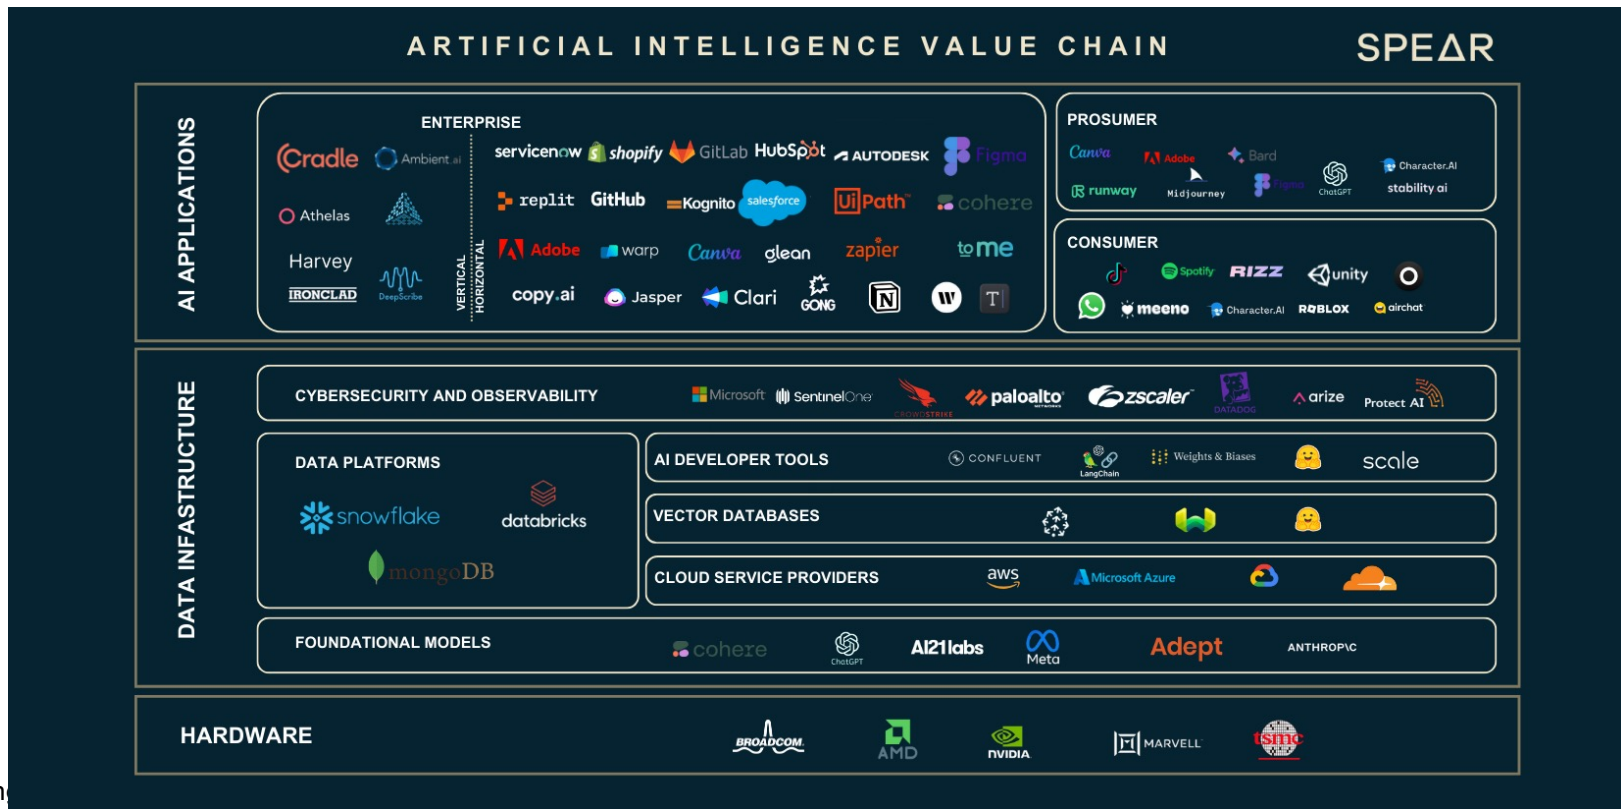 ARTIFICIAL INTELLIGENCE VALUE CHAIN
SPEΔR
AI APPLICATIONS
ENTERPRISE
Cradle
Ambient.ai
Athelas
Harvey
IRONCLAD
DeepScribe
VERTICAL
HORIZONTAL
servicenow shopify GitLab HubSpot AUTODESK Figma
replit GitHub Kognito salesforce UiPath™ cohere
Adobe warp Canva glean zapier tome
copy.ai Jasper Clari GONG N W T
PROSUMER
Canva Adobe Bard Character.AI
runway Midjourney Figma ChatGPT stability ai
CONSUMER
Spotify RIZZ unity
meeno Character.AI ROBLOX airchat
DATA INFASTRUCTURE
CYBERSECURITY AND OBSERVABILITY
Microsoft SentinelOne CROWDSTRIKE paloalto NETWORKS zscaler™ DATADOG arize Protect AI
DATA PLATFORMS
snowflake
databricks
mongoDB
AI DEVELOPER TOOLS
CONFLUENT LangChain Weights & Biases scale
VECTOR DATABASES
CLOUD SERVICE PROVIDERS
aws Microsoft Azure
FOUNDATIONAL MODELS
cohere ChatGPT AI21labs Meta Adept ANTHROP\C
HARDWARE
BROADCOM AMD NVIDIA MARVELL tsmc